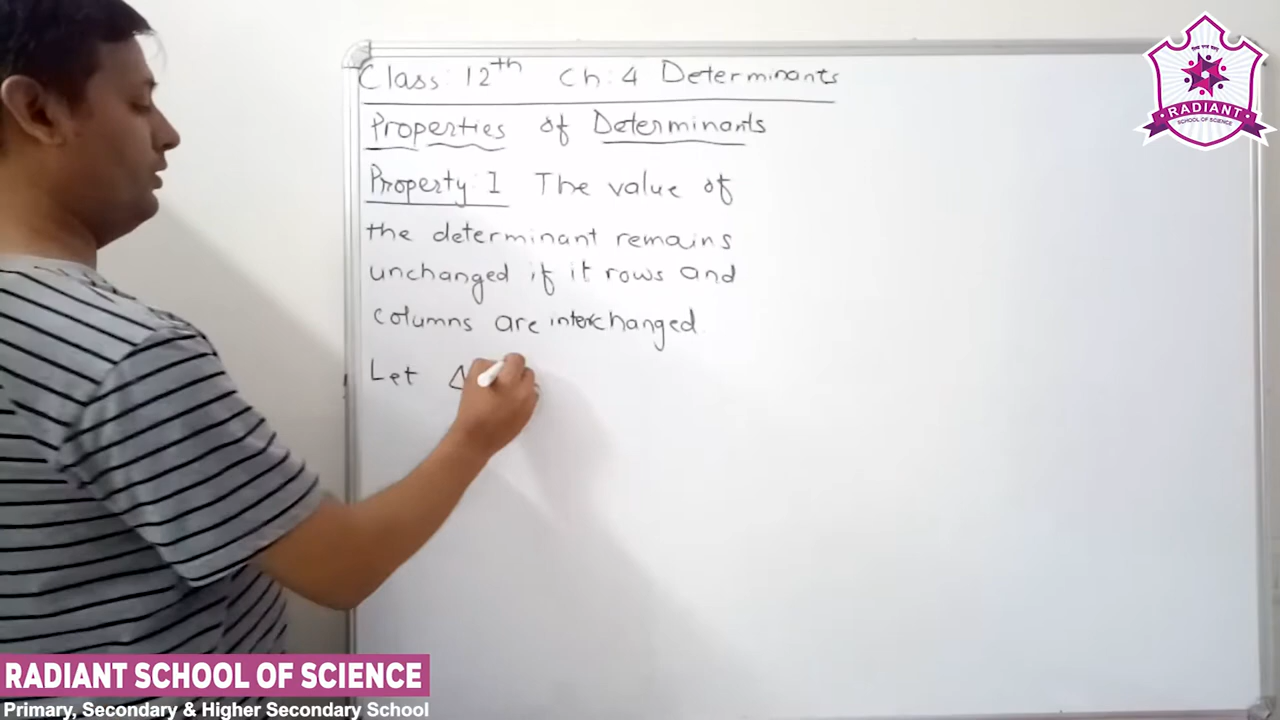 Class: 12th Ch: 4 Determinants
Properties of Determinants
Property: 1 The value of
the determinant remains
unchanged if it rows and
columns are interchanged.
Let Δ
RADIANT
SCHOOL OF SCIENCE
RADIANT SCHOOL OF SCIENCE
Primary, Secondary & Higher Secondary School